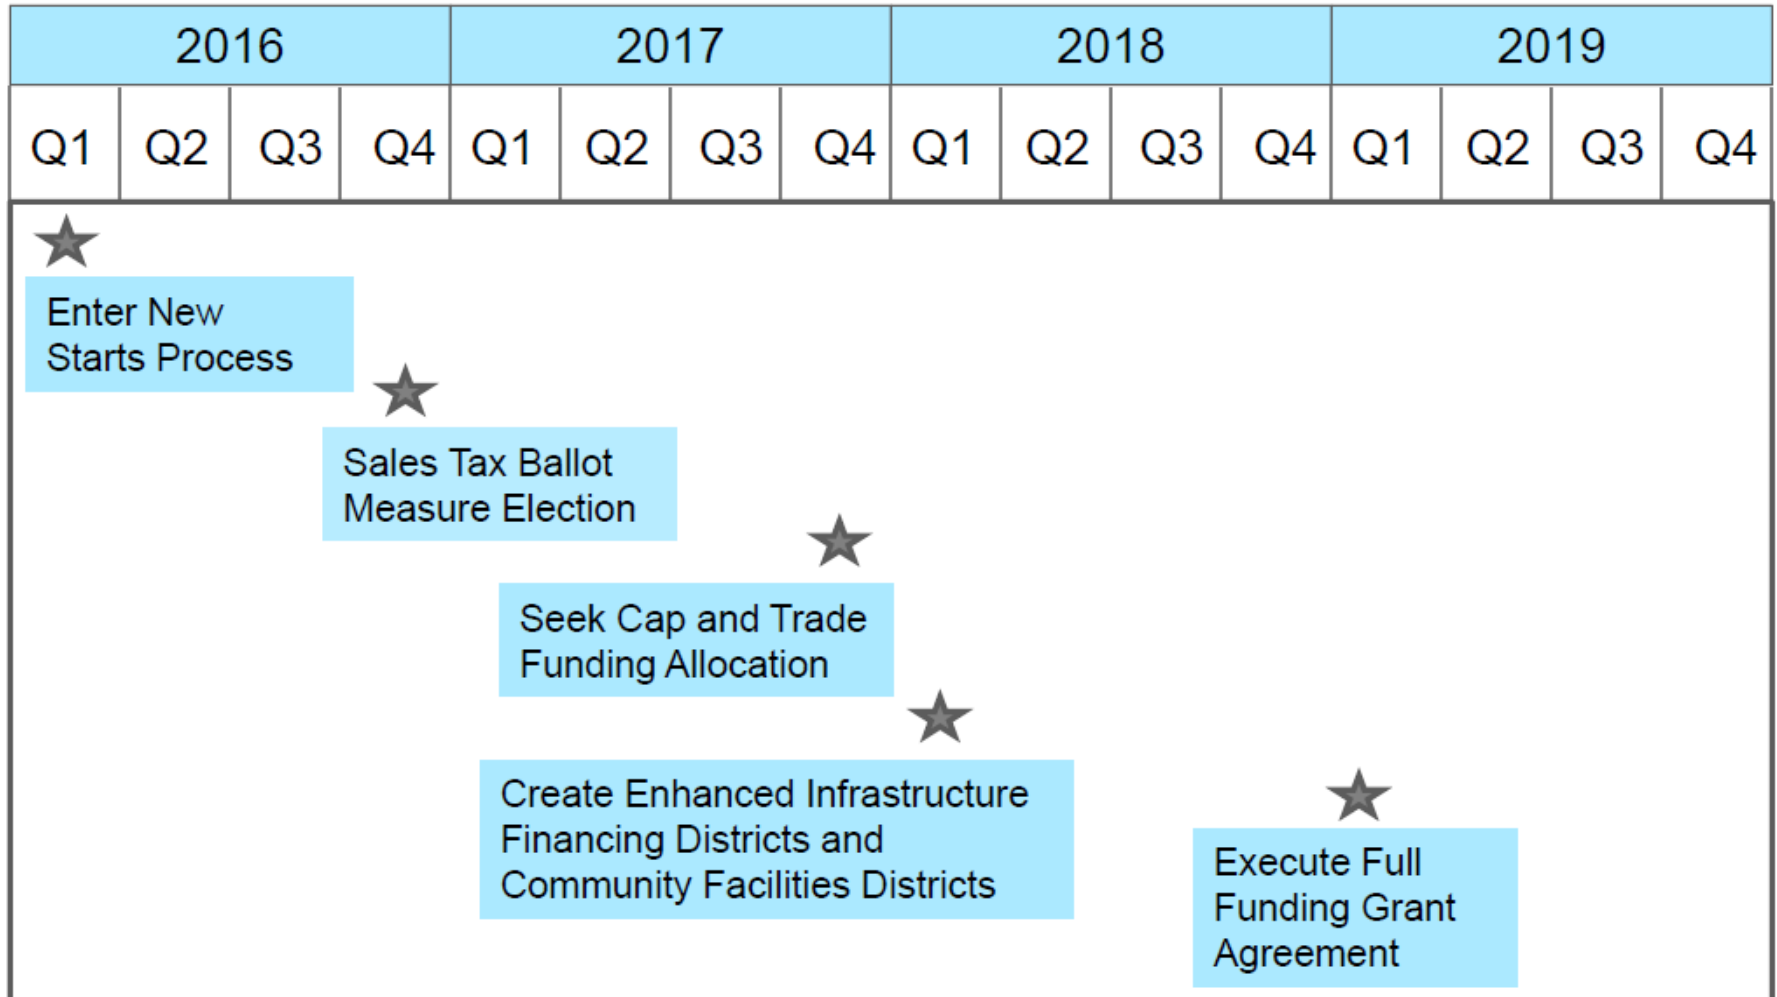 2016 2017 2018 2019
Q1 Q2 Q3 Q4 Q1 Q2 Q3 Q4 Q1 Q2 Q3 Q4 Q1 Q2 Q3 Q4
Enter New
Starts Process
Sales Tax Ballot
Measure Election
Seek Cap and Trade
Funding Allocation
Create Enhanced Infrastructure
Financing Districts and
Community Facilities Districts
Execute Full
Funding Grant
Agreement